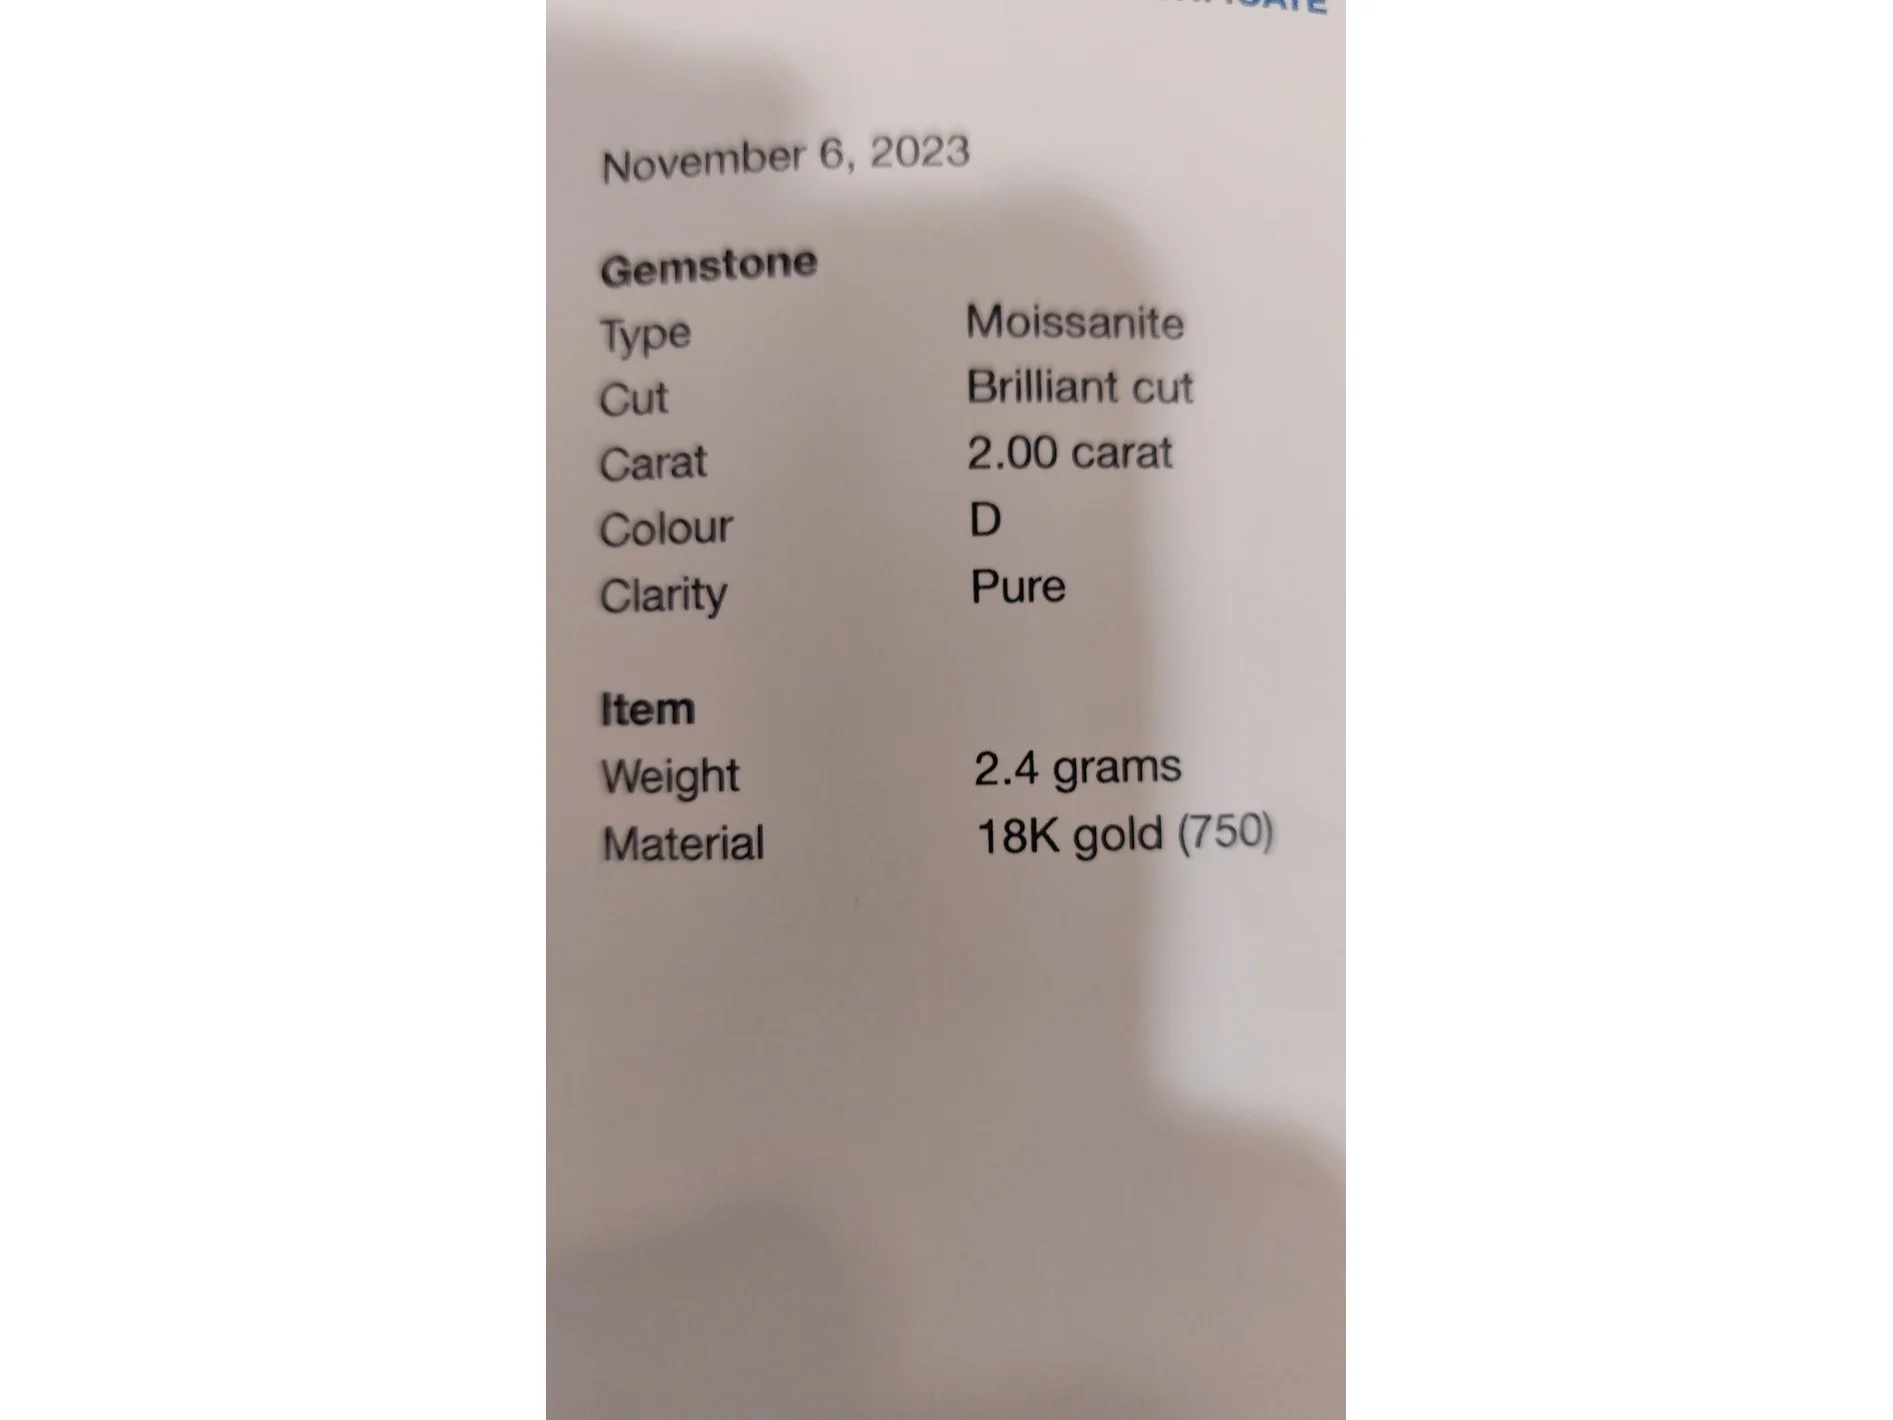 November 6, 2023
Gemstone
Type Moissanite
Cut Brilliant cut
Carat 2.00 carat
Colour D
Clarity Pure
Item
Weight 2.4 grams
Material 18K gold (750)